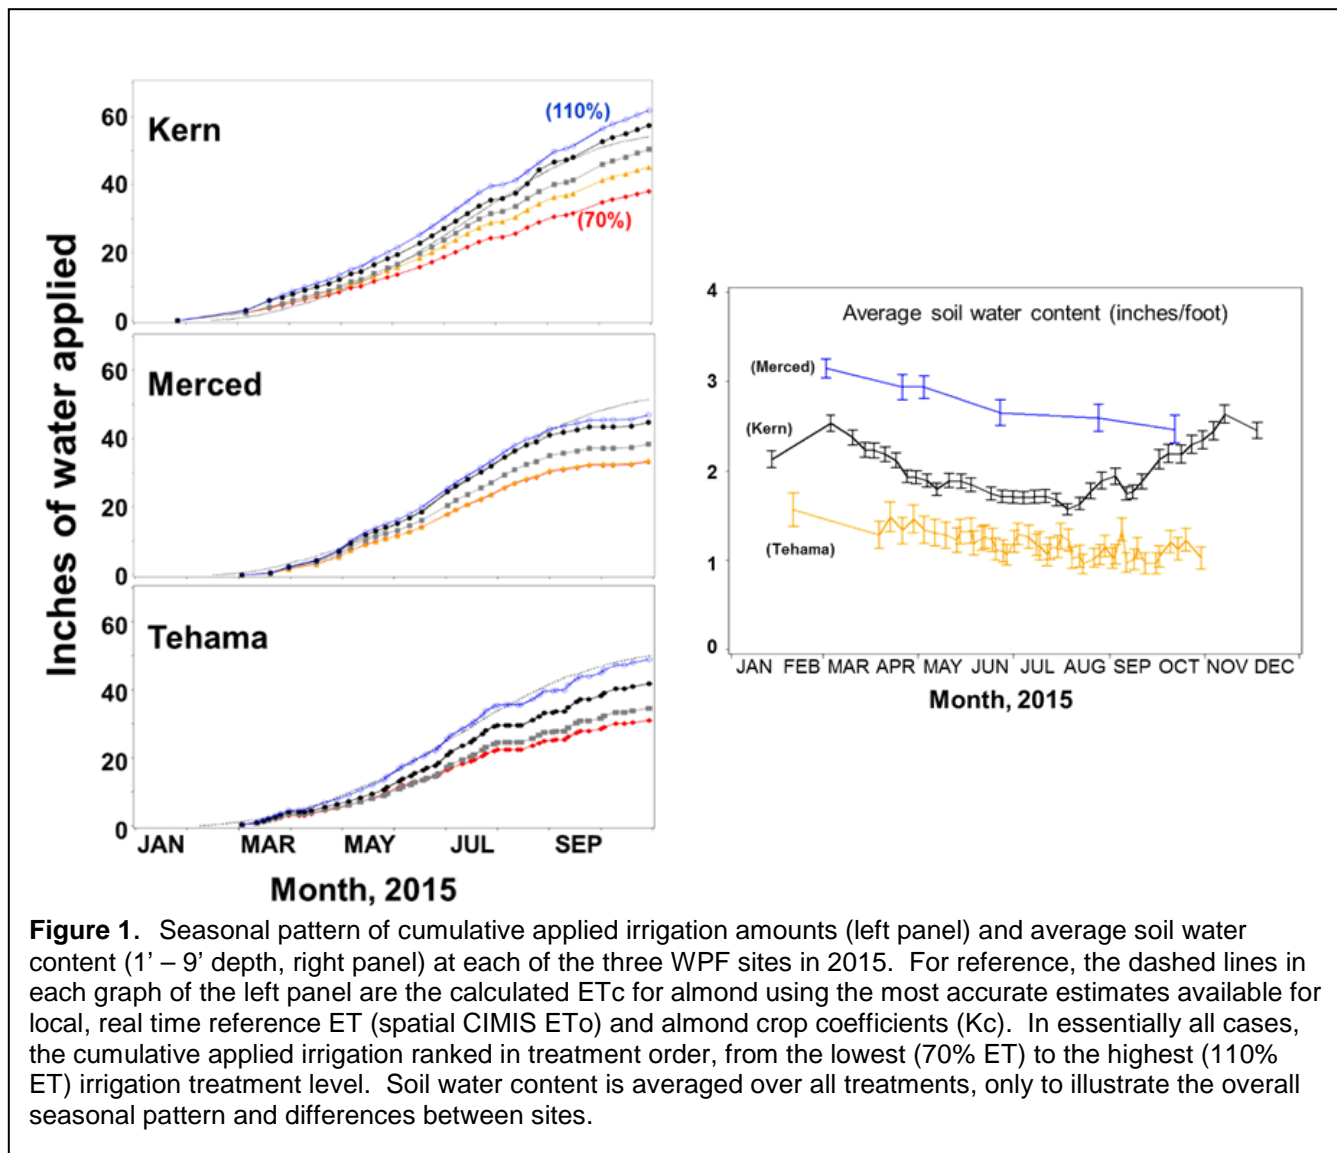 Inches of water applied
Kern
(110%)
(70%)
60
40
20
0
Merced
60
40
20
0
Tehama
60
40
20
0
JAN MAR MAY JUL SEP
Month, 2015
4
3
2
1
0
Average soil water content (inches/foot)
(Merced)
(Kern)
(Tehama)
JAN FEB MAR APR MAY JUN JUL AUG SEP OCT NOV DEC
Month, 2015
Figure 1. Seasonal pattern of cumulative applied irrigation amounts (left panel) and average soil water
content (1’ – 9’ depth, right panel) at each of the three WPF sites in 2015. For reference, the dashed lines in
each graph of the left panel are the calculated ETc for almond using the most accurate estimates available for
local, real time reference ET (spatial CIMIS ETo) and almond crop coefficients (Kc). In essentially all cases,
the cumulative applied irrigation ranked in treatment order, from the lowest (70% ET) to the highest (110%
ET) irrigation treatment level. Soil water content is averaged over all treatments, only to illustrate the overall
seasonal pattern and differences between sites.